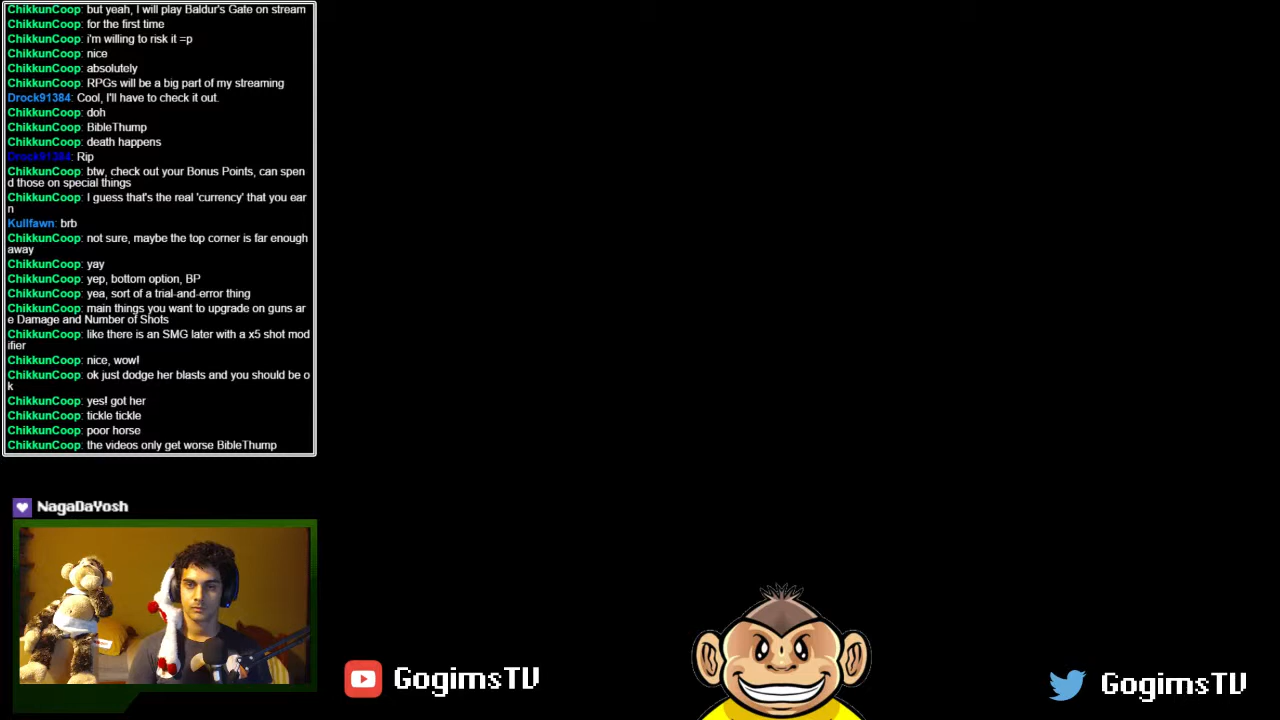 ChikkunCoop: but yeah, I will play Baldur's Gate on stream
ChikkunCoop: for the first time
ChikkunCoop: i'm willing to risk it =p
ChikkunCoop: nice
ChikkunCoop: absolutely
ChikkunCoop: RPGs will be a big part of my streaming
Drock91384: Cool, I'll have to check it out.
ChikkunCoop: doh
ChikkunCoop: BibleThump
ChikkunCoop: death happens
Drock91384: Rip
ChikkunCoop: btw, check out your Bonus Points, can spen
d those on special things
ChikkunCoop: I guess that's the real 'currency' that you ear
n
Kullfawn: brb
ChikkunCoop: not sure, maybe the top corner is far enough
away
ChikkunCoop: yay
ChikkunCoop: yep, bottom option, BP
ChikkunCoop: yea, sort of a trial-and-error thing
ChikkunCoop: main things you want to upgrade on guns ar
e Damage and Number of Shots
ChikkunCoop: like there is an SMG later with a x5 shot mod
ifier
ChikkunCoop: nice, wow!
ChikkunCoop: ok just dodge her blasts and you should be o
k
ChikkunCoop: yes! got her
ChikkunCoop: tickle tickle
ChikkunCoop: poor horse
ChikkunCoop: the videos only get worse BibleThump
NagaDaYosh
GogimsTV
GogimsTV